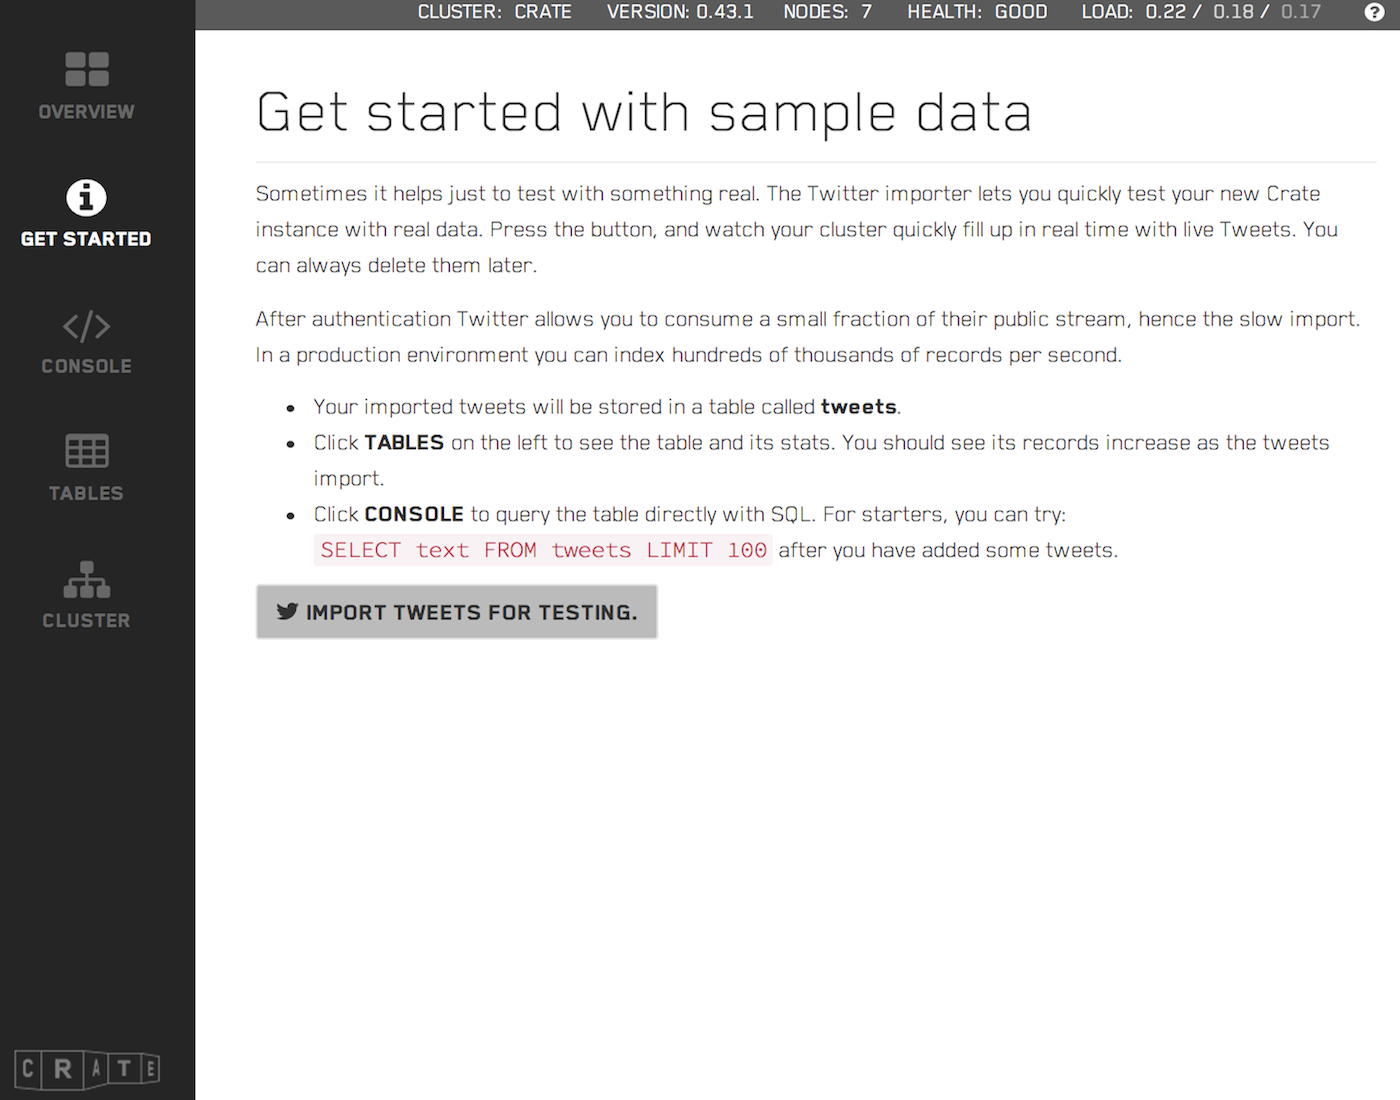 CLUSTER: CRATE VERSION: 0.43.1 NODES: 7 HEALTH: GOOD LOAD: 0.22 / 0.18 / 0.17 ?
OVERVIEW
GET STARTED
CONSOLE
TABLES
CLUSTER
CRATE
Get started with sample data
Sometimes it helps just to test with something real. The Twitter importer lets you quickly test your new Crate
instance with real data. Press the button, and watch your cluster quickly fill up in real time with live Tweets. You
can always delete them later.
After authentication Twitter allows you to consume a small fraction of their public stream, hence the slow import.
In a production environment you can index hundreds of thousands of records per second.
• Your imported tweets will be stored in a table called tweets.
• Click TABLES on the left to see the table and its stats. You should see its records increase as the tweets
import.
• Click CONSOLE to query the table directly with SQL. For starters, you can try:
SELECT text FROM tweets LIMIT 100 after you have added some tweets.
IMPORT TWEETS FOR TESTING.